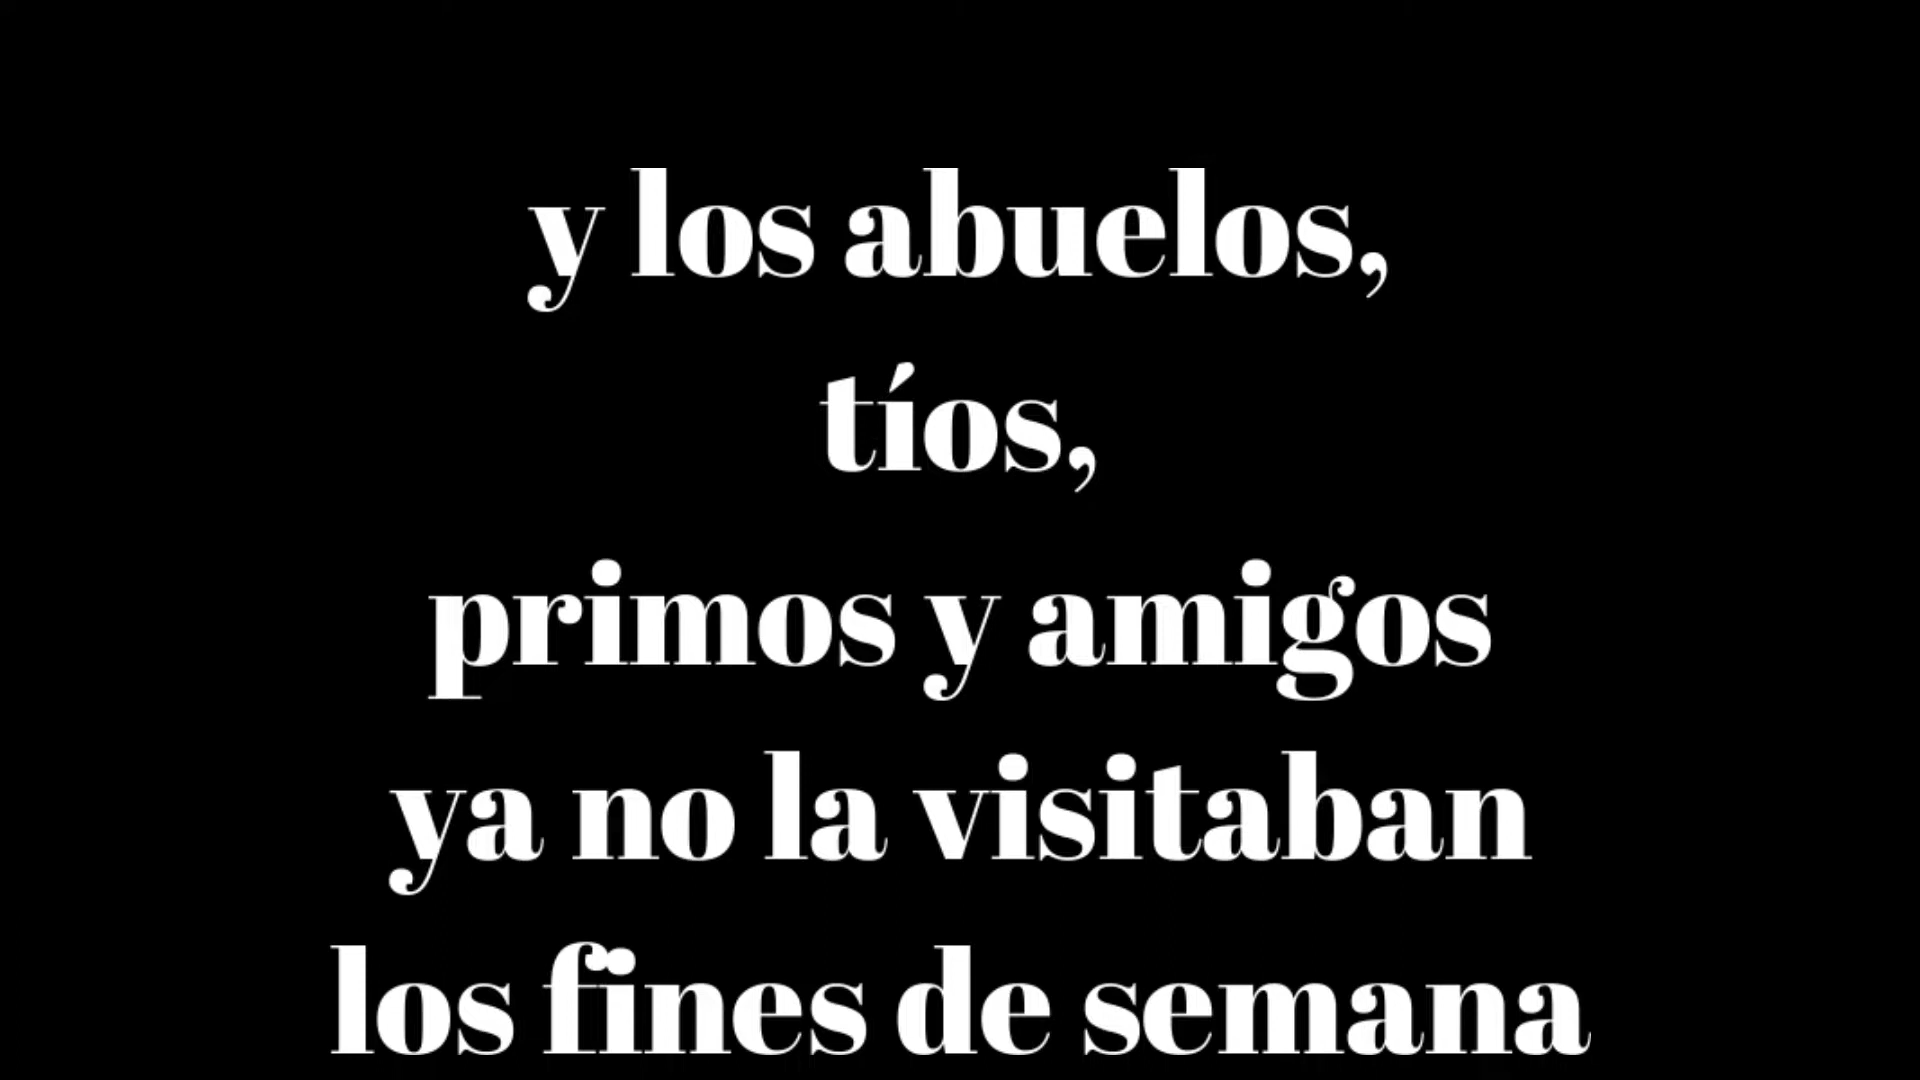 y los abuelos,
tíos,
primos y amigos
ya no la visitaban
los fines de semana